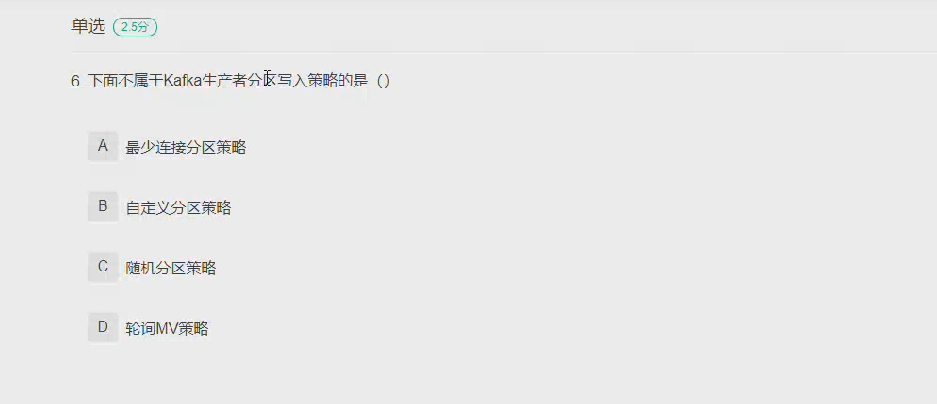 单选 2.5分
6 下面不属于Kafka生产者分区写入策略的是（）
A 最少连接分区策略
B 自定义分区策略
C 随机分区策略
D 轮询MV策略